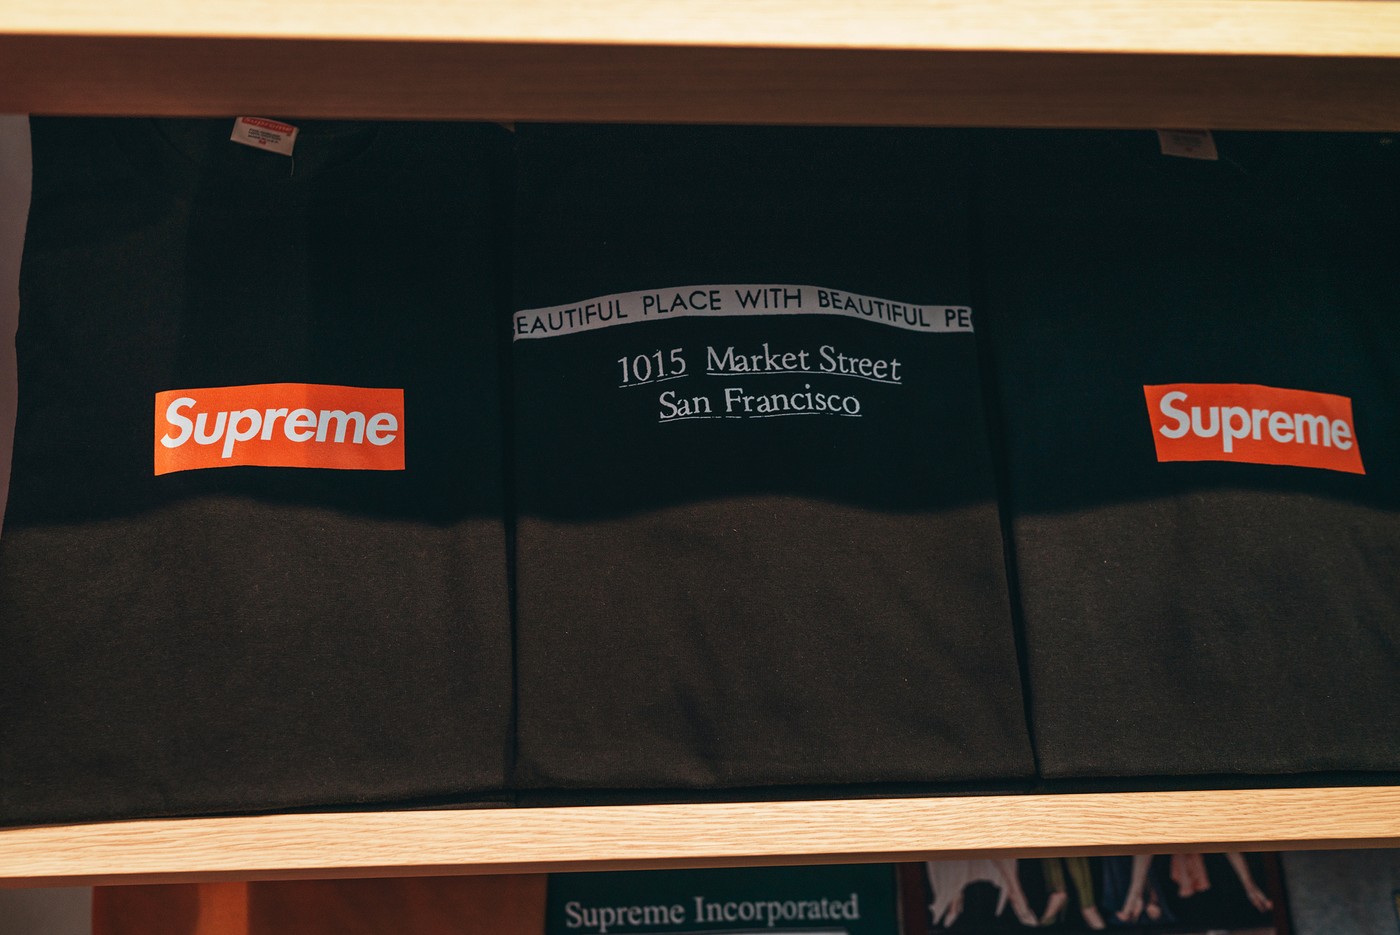 Supreme
EAUTIFUL PLACE WITH BEAUTIFUL PE
1015 Market Street
San Francisco
Supreme
Supreme Incorporated